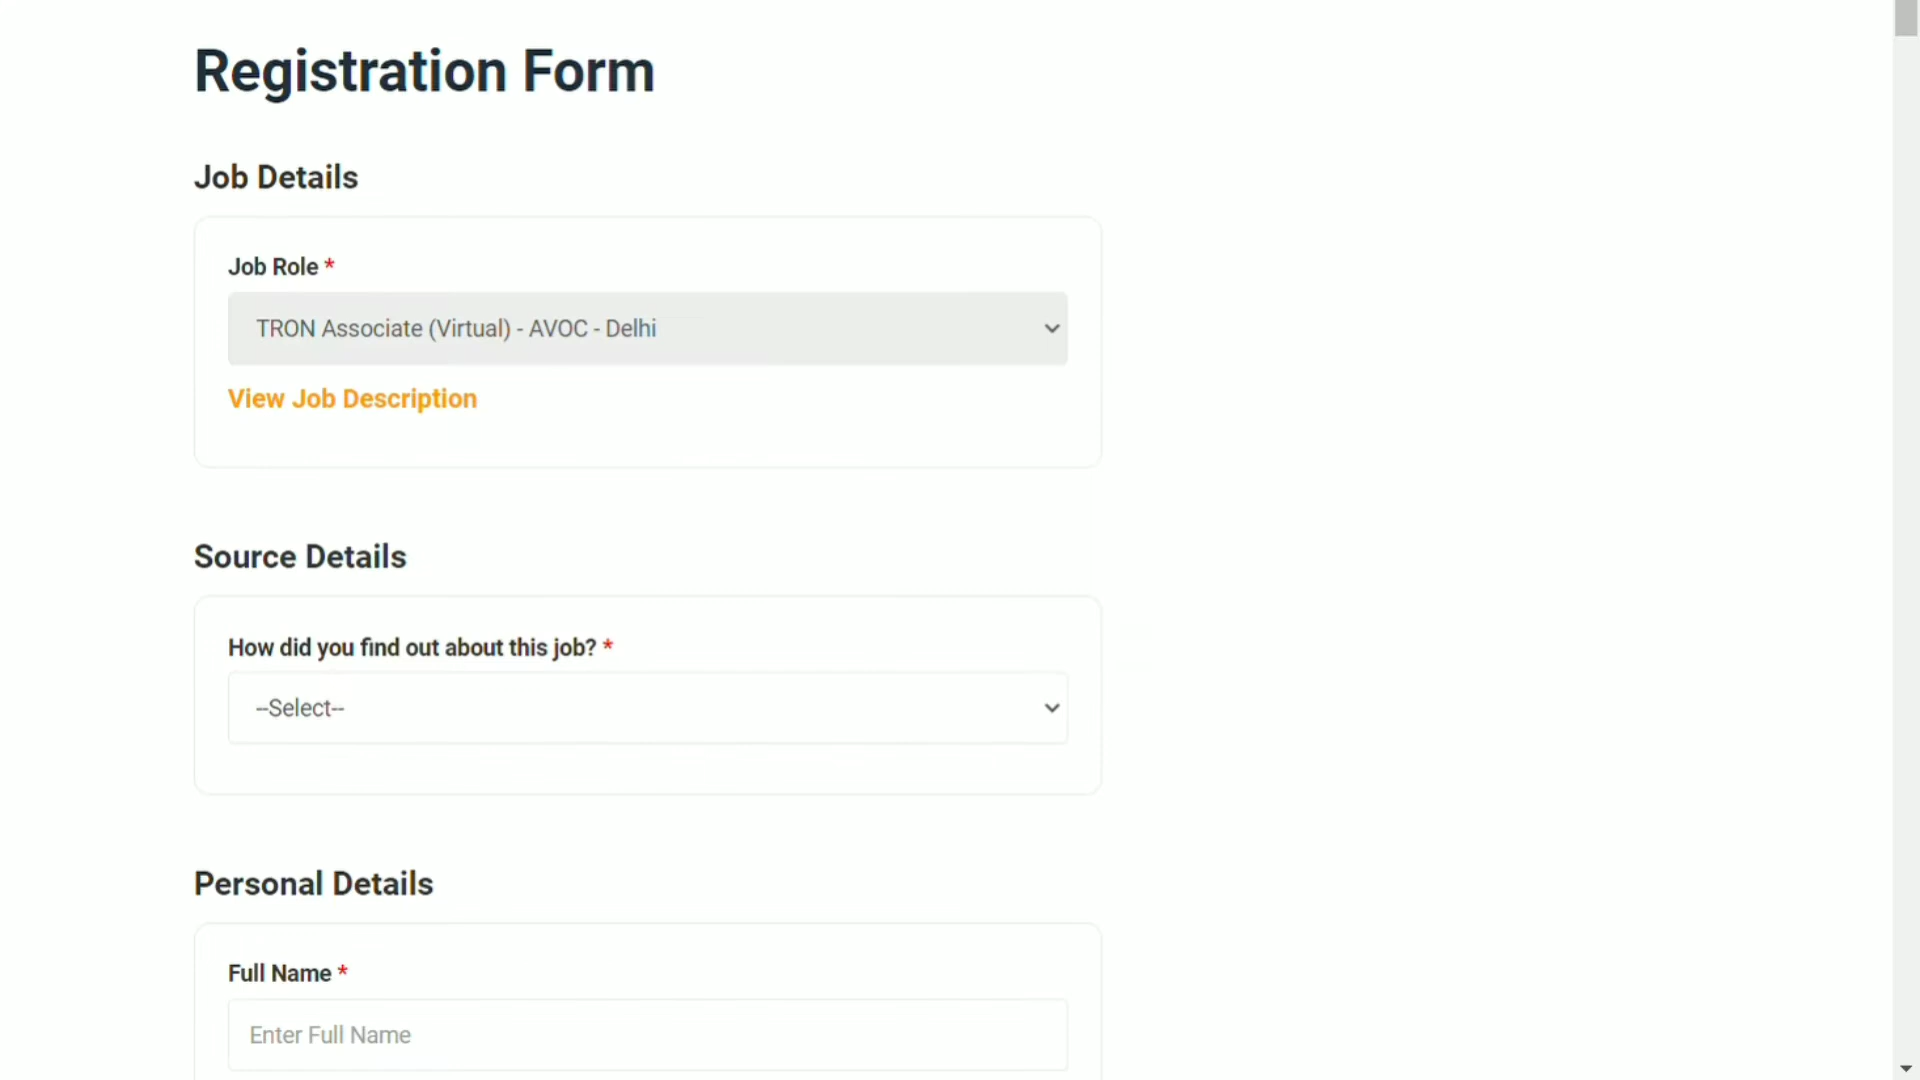 Registration Form
Job Details
Job Role *
TRON Associate (Virtual) - AVOC - Delhi
View Job Description
Source Details
How did you find out about this job? *
--Select--
Personal Details
Full Name *
Enter Full Name